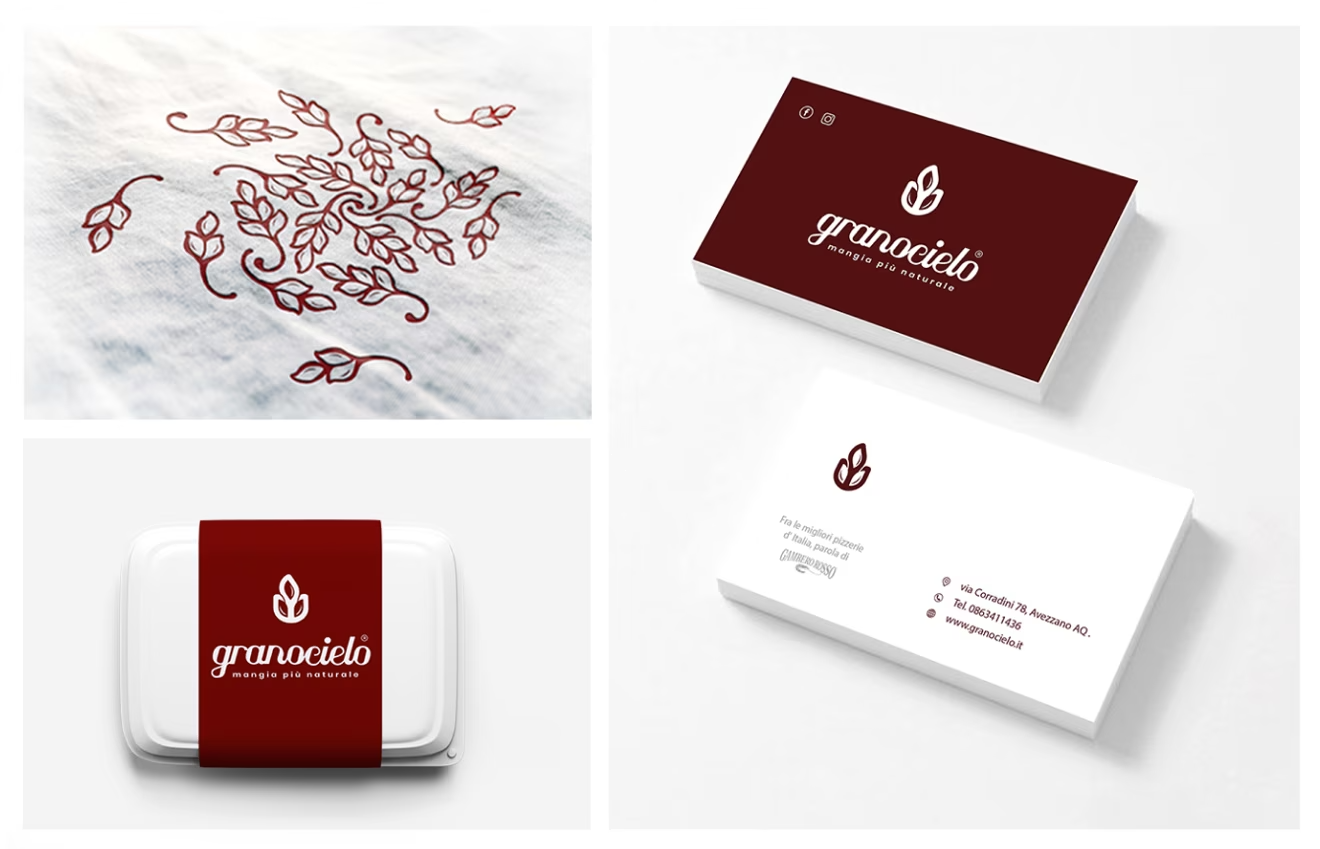 granocielo®
mangia più naturale
granocielo®
mangia più naturale
Fra le migliori pizzerie
d' Italia, parola di
GAMBERO ROSSO
via Corradini 78, Avezzano AQ.
Tel. 0863411436
www.granocielo.it